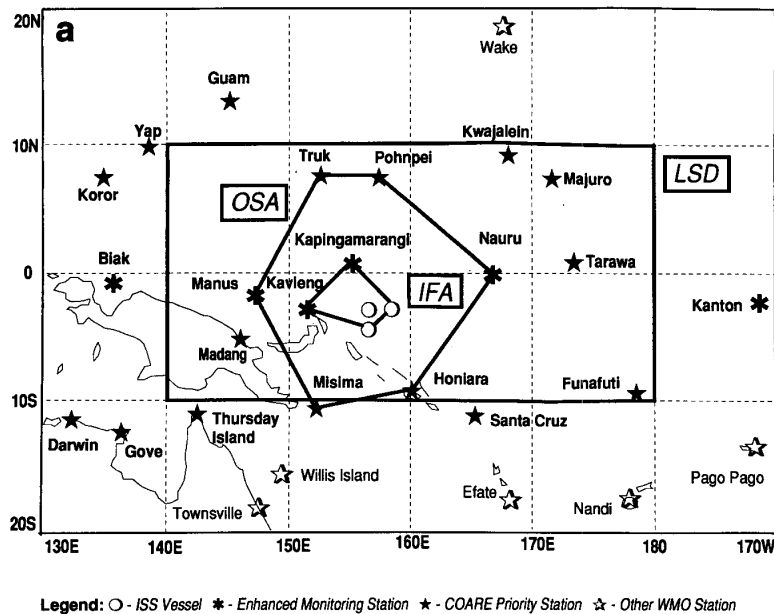 a
20N
Wake
Guam
Yap
10N
Kwajalein
Truk
Pohnpei
Koror
Majuro
LSD
OSA
Kapingamarangi
Nauru
Biak
Tarawa
0
Manus
Kavieng
IFA
Kanton
Madang
Misima
Honiara
Funafuti
10S
Darwin
Gove
Thursday
Island
Santa Cruz
Willis Island
Efate
Pago Pago
Townsville
Nandi
20S
130E 140E 150E 160E 170E 180 170W
Legend: - ISS Vessel - Enhanced Monitoring Station - COARE Priority Station - Other WMO Station